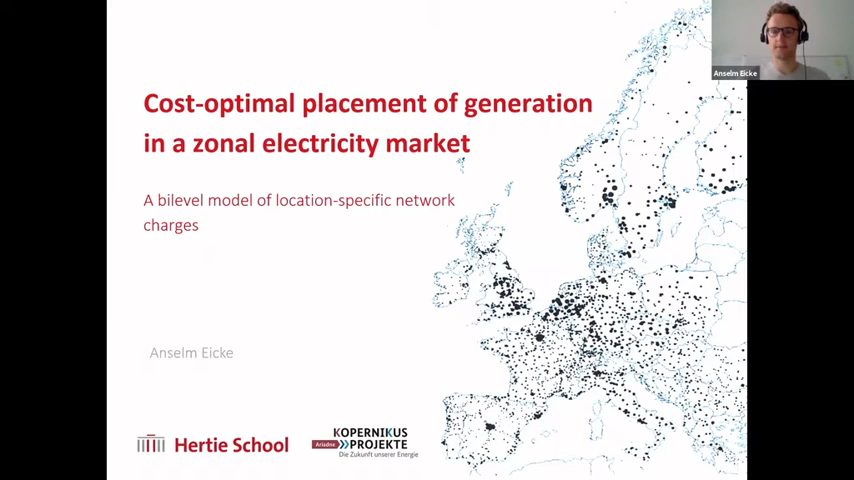 Cost-optimal placement of generation
in a zonal electricity market
A bilevel model of location-specific network
charges
Anselm Eicke
Hertie School
KOPERNIKUS
Ariadne PROJEKTE
Die Zukunft unserer Energie
Anselm Eicke